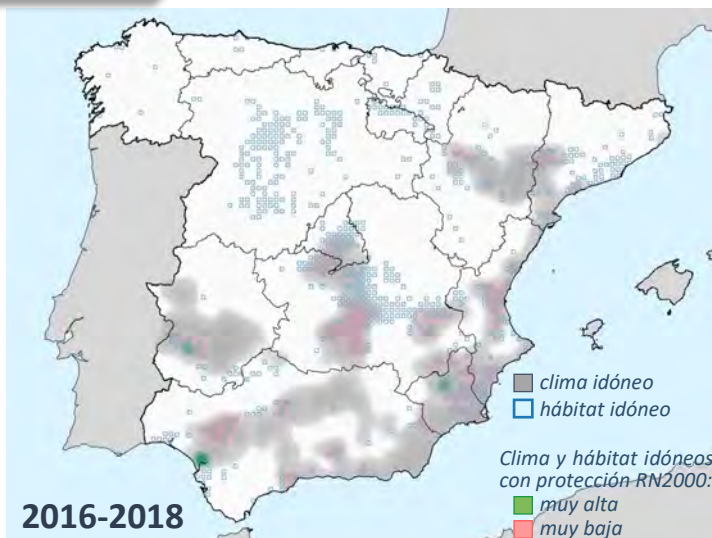 clima idóneo
hábitat idóneo
Clima y hábitat idóneos
con protección RN2000:
muy alta
muy baja
2016-2018